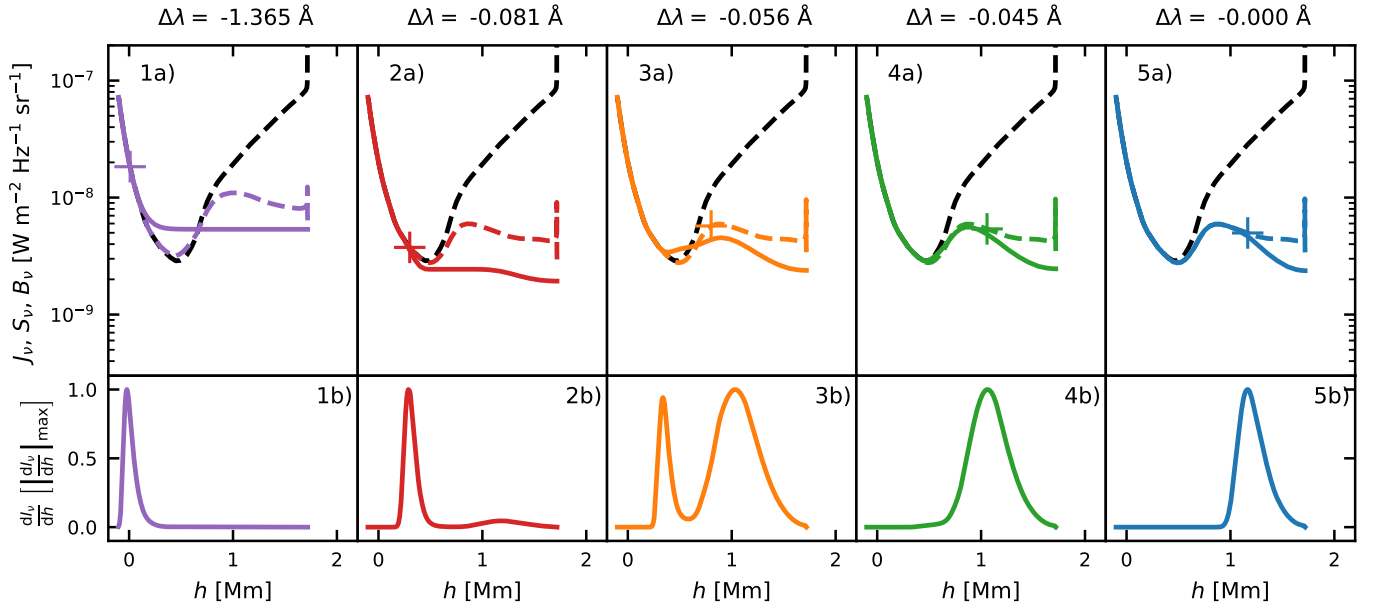 Δλ = -1.365 Å Δλ = -0.081 Å Δλ = -0.056 Å Δλ = -0.045 Å Δλ = -0.000 Å
1a) 2a) 3a) 4a) 5a)
10⁻⁷
10⁻⁸
10⁻⁹
Jν, Sν, Bν [W m⁻² Hz⁻¹ sr⁻¹]
1b) 2b) 3b) 4b) 5b)
1.0
0.5
0.0
dIν/dh [|dIν/dh|max]
0 1 2 0 1 2 0 1 2 0 1 2 0 1 2
h [Mm] h [Mm] h [Mm] h [Mm] h [Mm]